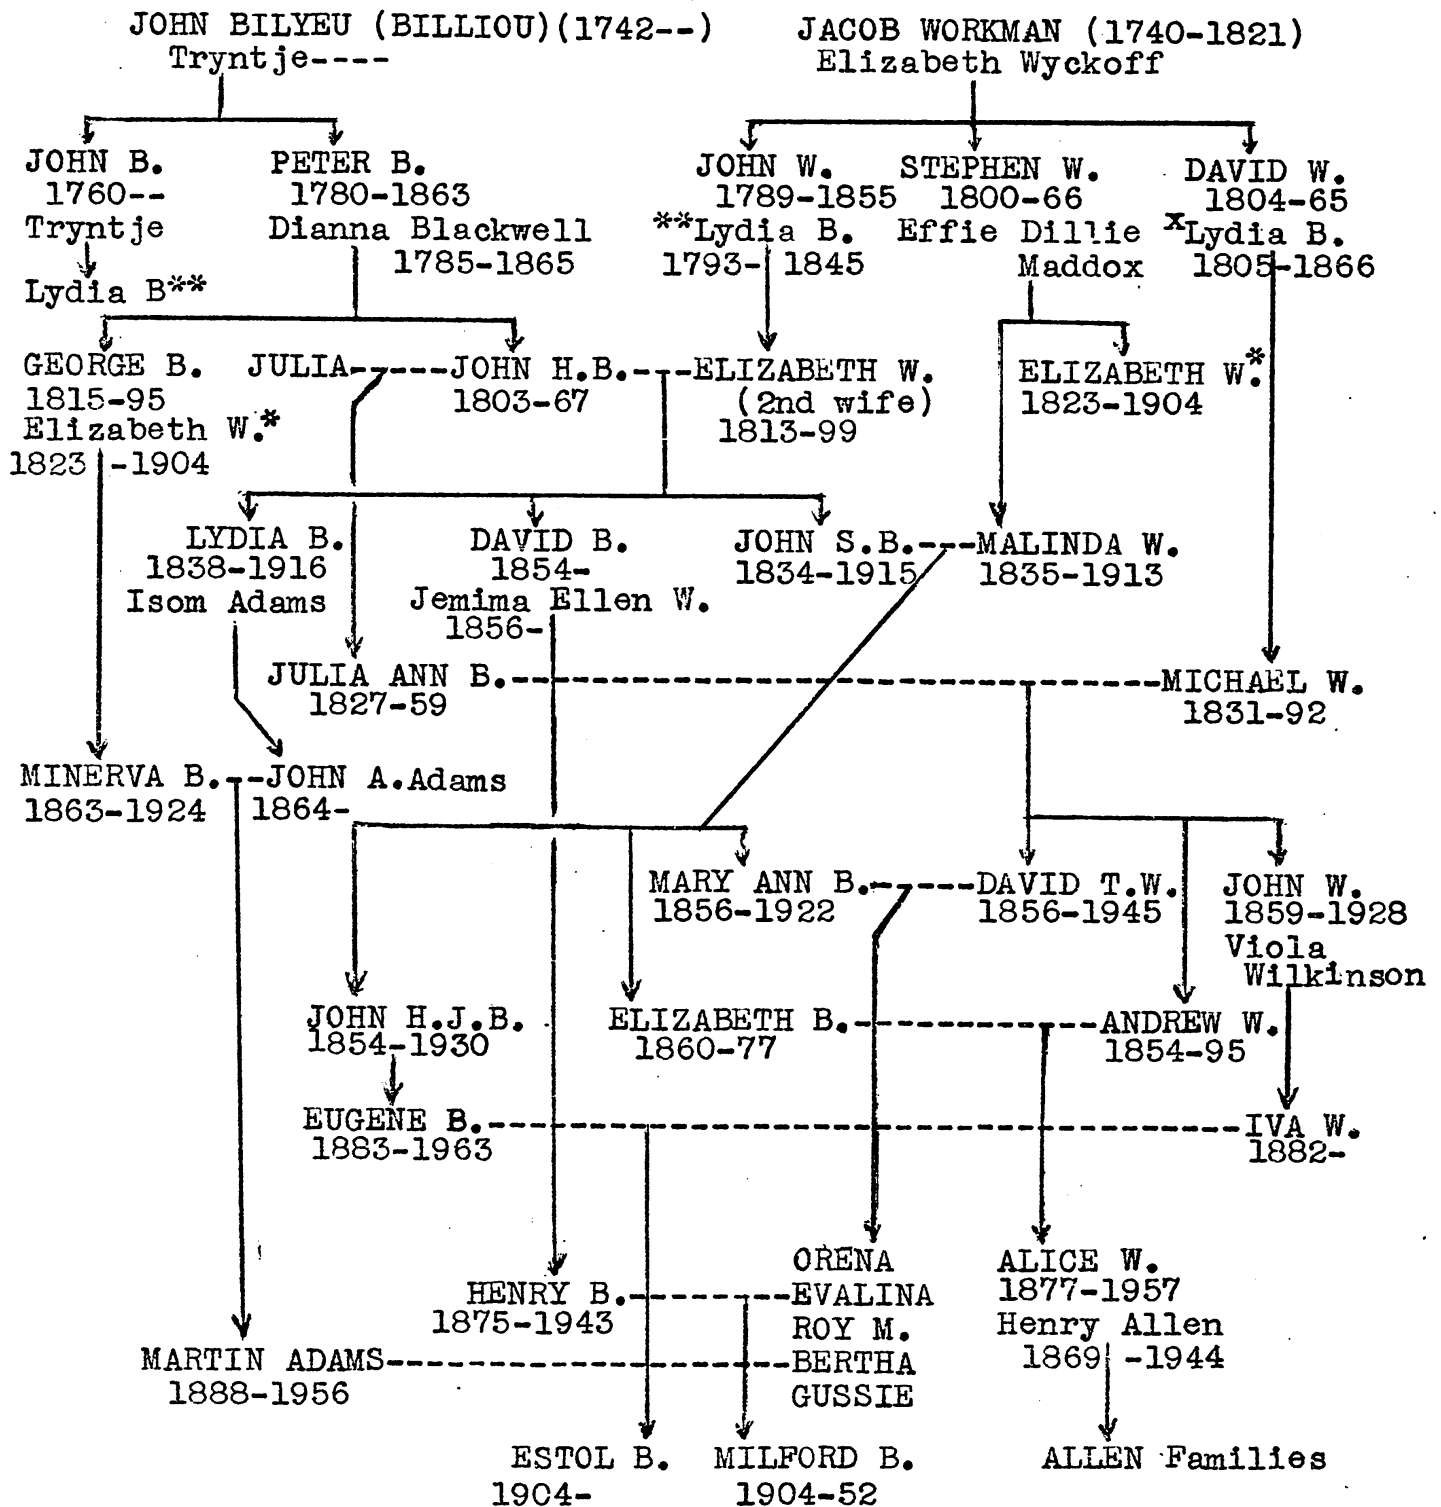 JOHN BILYEU (BILLIOU)(1742--)
Tryntje----
JACOB WORKMAN (1740-1821)
Elizabeth Wyckoff
JOHN B.
1760--
Tryntje
Lydia B**
PETER B.
1780-1863
Dianna Blackwell
1785-1865
JOHN W.
1789-1855
**Lydia B.
1793- 1845
STEPHEN W.
1800-66
Effie Dillie
Maddox
DAVID W.
1804-65
xLydia B.
1805-1866
GEORGE B.
1815-95
Elizabeth W.*
1823 -1904
JULIA-----JOHN H.B.----ELIZABETH W.
1803-67
(2nd wife)
1813-99
ELIZABETH W.*
1823-1904
LYDIA B.
1838-1916
Isom Adams
DAVID B.
1854-
Jemima Ellen W.
1856-
JOHN S.B.---MALINDA W.
1834-1915
1835-1913
JULIA ANN B.
1827-59
MICHAEL W.
1831-92
MINERVA B.---JOHN A.Adams
1863-1924
1864-
MARY ANN B.
1856-1922
DAVID T.W.
1856-1945
JOHN W.
1859-1928
Viola
Wilkinson
JOHN H.J.B.
1854-1930
ELIZABETH B.
1860-77
ANDREW W.
1854-95
EUGENE B.
1883-1963
IVA W.
1882-
HENRY B.
1875-1943
ORENA
EVALINA
ROY M.
BERTHA
GUSSIE
ALICE W.
1877-1957
Henry Allen
1869 -1944
MARTIN ADAMS
1888-1956
ESTOL B.
1904-
MILFORD B.
1904-52
ALLEN Families